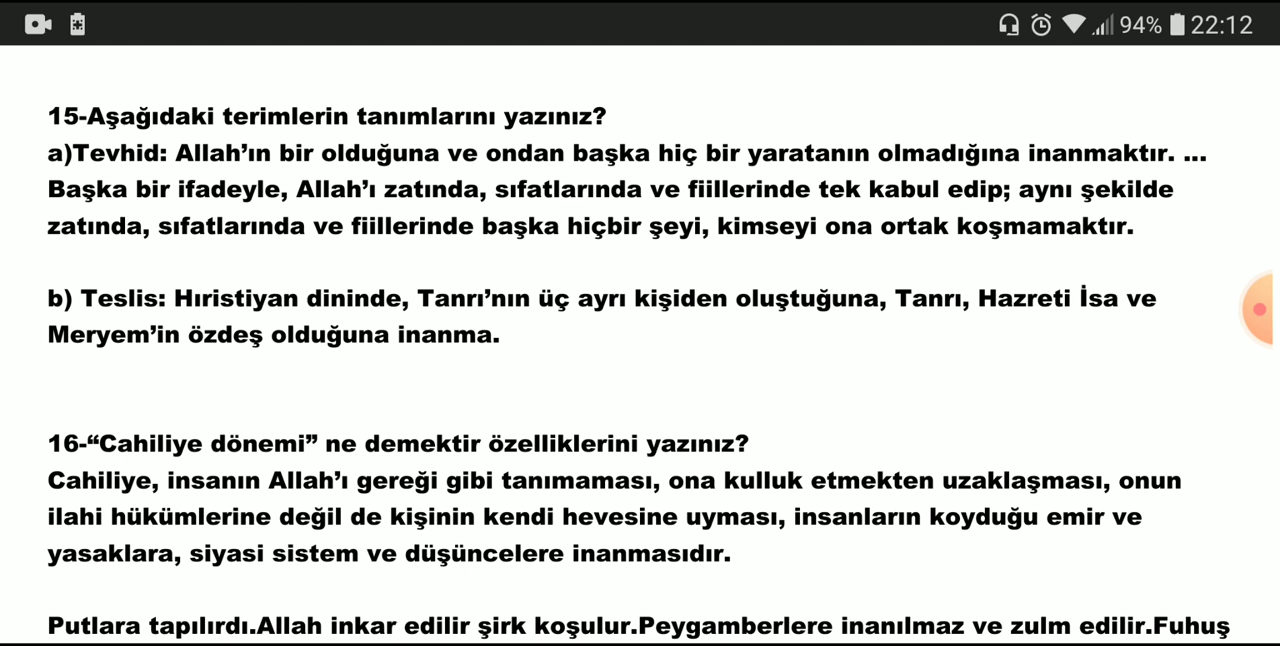 94% 22:12
15-Aşağıdaki terimlerin tanımlarını yazınız?
a)Tevhid: Allah’ın bir olduğuna ve ondan başka hiç bir yaratanın olmadığına inanmaktır. ...
Başka bir ifadeyle, Allah’ı zatında, sıfatlarında ve fiillerinde tek kabul edip; aynı şekilde
zatında, sıfatlarında ve fiillerinde başka hiçbir şeyi, kimseyi ona ortak koşmamaktır.
b) Teslis: Hıristiyan dininde, Tanrı’nın üç ayrı kişiden oluştuğuna, Tanrı, Hazreti İsa ve
Meryem’in özdeş olduğuna inanma.
16-“Cahiliye dönemi” ne demektir özelliklerini yazınız?
Cahiliye, insanın Allah’ı gereği gibi tanımaması, ona kulluk etmekten uzaklaşması, onun
ilahi hükümlerine değil de kişinin kendi hevesine uyması, insanların koyduğu emir ve
yasaklara, siyasi sistem ve düşüncelere inanmasıdır.
Putlara tapılırdı.Allah inkar edilir şirk koşulur.Peygamberlere inanılmaz ve zulm edilir.Fuhuş